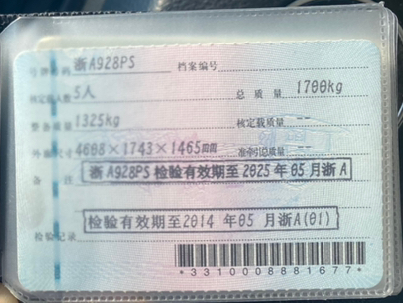 号牌号码 浙A928PS 档案编号
核定载人数 5人 总质量 1700kg
整备质量 1325kg 核定载质量 --
外廓尺寸 4608×1743×1465mm 准牵引总质量 --
备注 浙A928PS 检验有效期至2025年05月浙A
检验有效期至2014年05月浙A(01)
检验记录
*3310008881677*